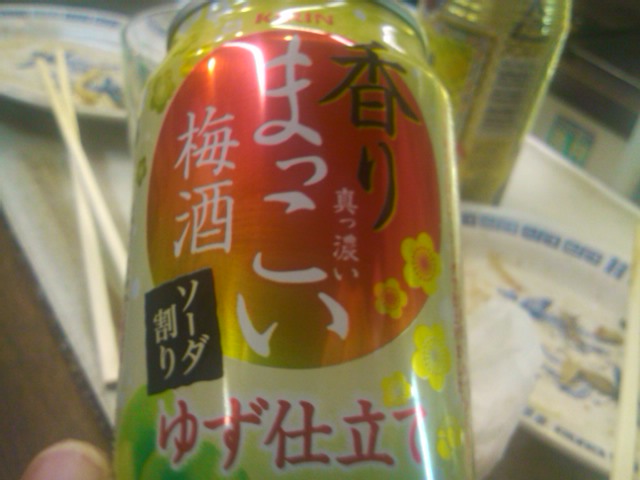 KIRIN
香り
まっこい
真っ濃い
梅酒
ソーダ
割り
ゆず仕立て